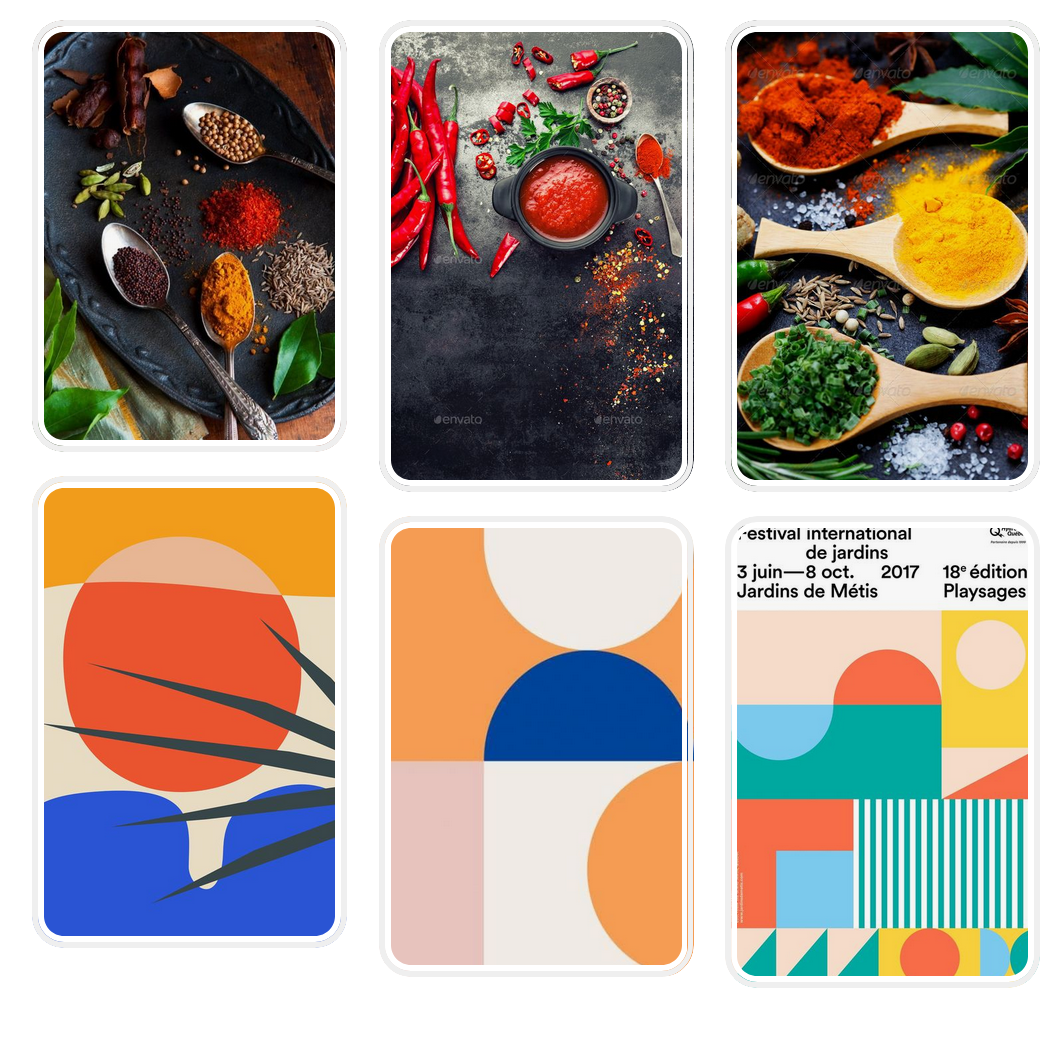 envato
envato
envato
envato
envato
envato
envato
envato
envato
envato
envato
envato
Festival international
de jardins
3 juin—8 oct. 2017 18e édition
Jardins de Métis Playsages